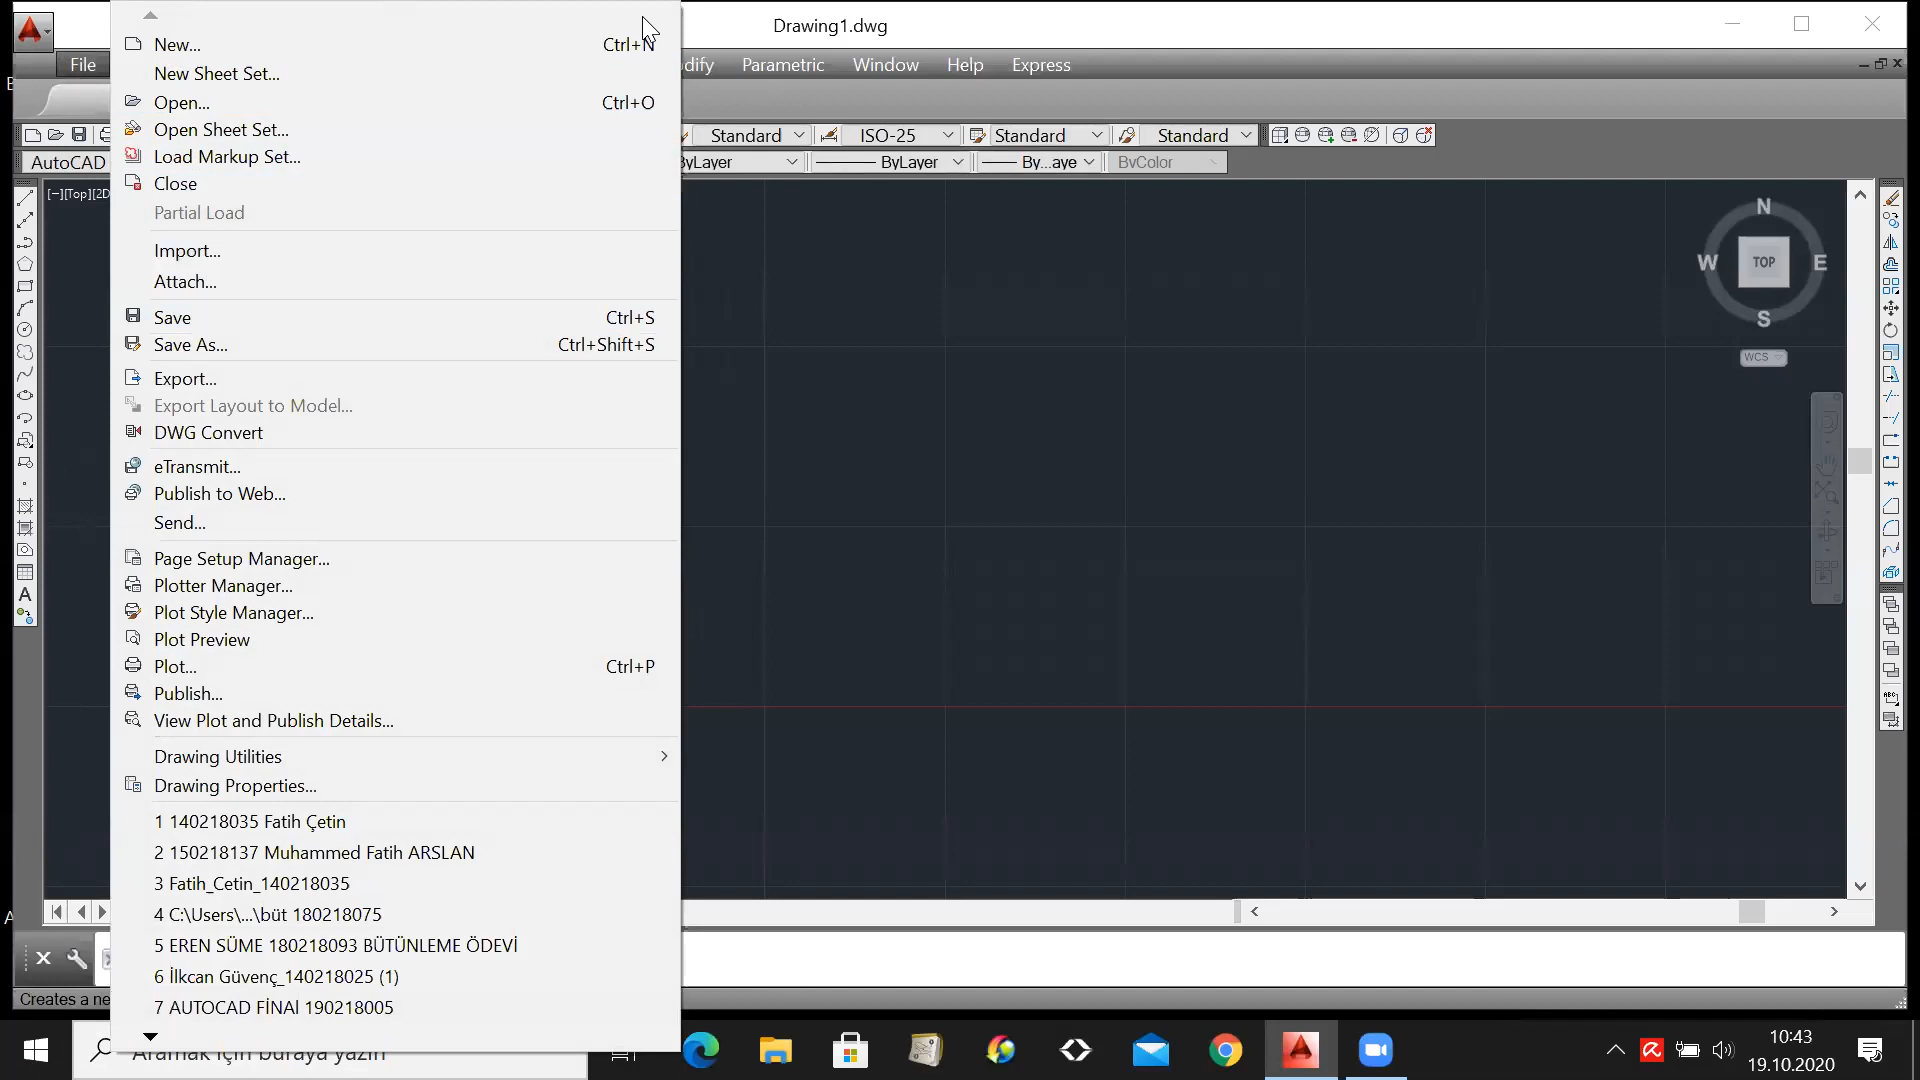 Drawing1.dwg
File
dify
Parametric
Window
Help
Express
New... Ctrl+N
New Sheet Set...
Open... Ctrl+O
Open Sheet Set...
Load Markup Set...
Close
Partial Load
Import...
Attach...
Save Ctrl+S
Save As... Ctrl+Shift+S
Export...
Export Layout to Model...
DWG Convert
eTransmit...
Publish to Web...
Send...
Page Setup Manager...
Plotter Manager...
Plot Style Manager...
Plot Preview
Plot... Ctrl+P
Publish...
View Plot and Publish Details...
Drawing Utilities
Drawing Properties...
1 140218035 Fatih Çetin
2 150218137 Muhammed Fatih ARSLAN
3 Fatih_Cetin_140218035
4 C:\Users\...\büt 180218075
5 EREN SÜME 180218093 BÜTÜNLEME ÖDEVİ
6 İlkcan Güvenç_140218025 (1)
7 AUTOCAD FİNAl 190218005
Standard
ISO-25
Standard
Standard
AutoCAD
ByLayer
ByLayer
By...aye
ByColor
[−][Top][2D
N
W
TOP
E
S
WCS
A
ABC
Creates a ne
Aramak için buraya yazın
10:43
19.10.2020